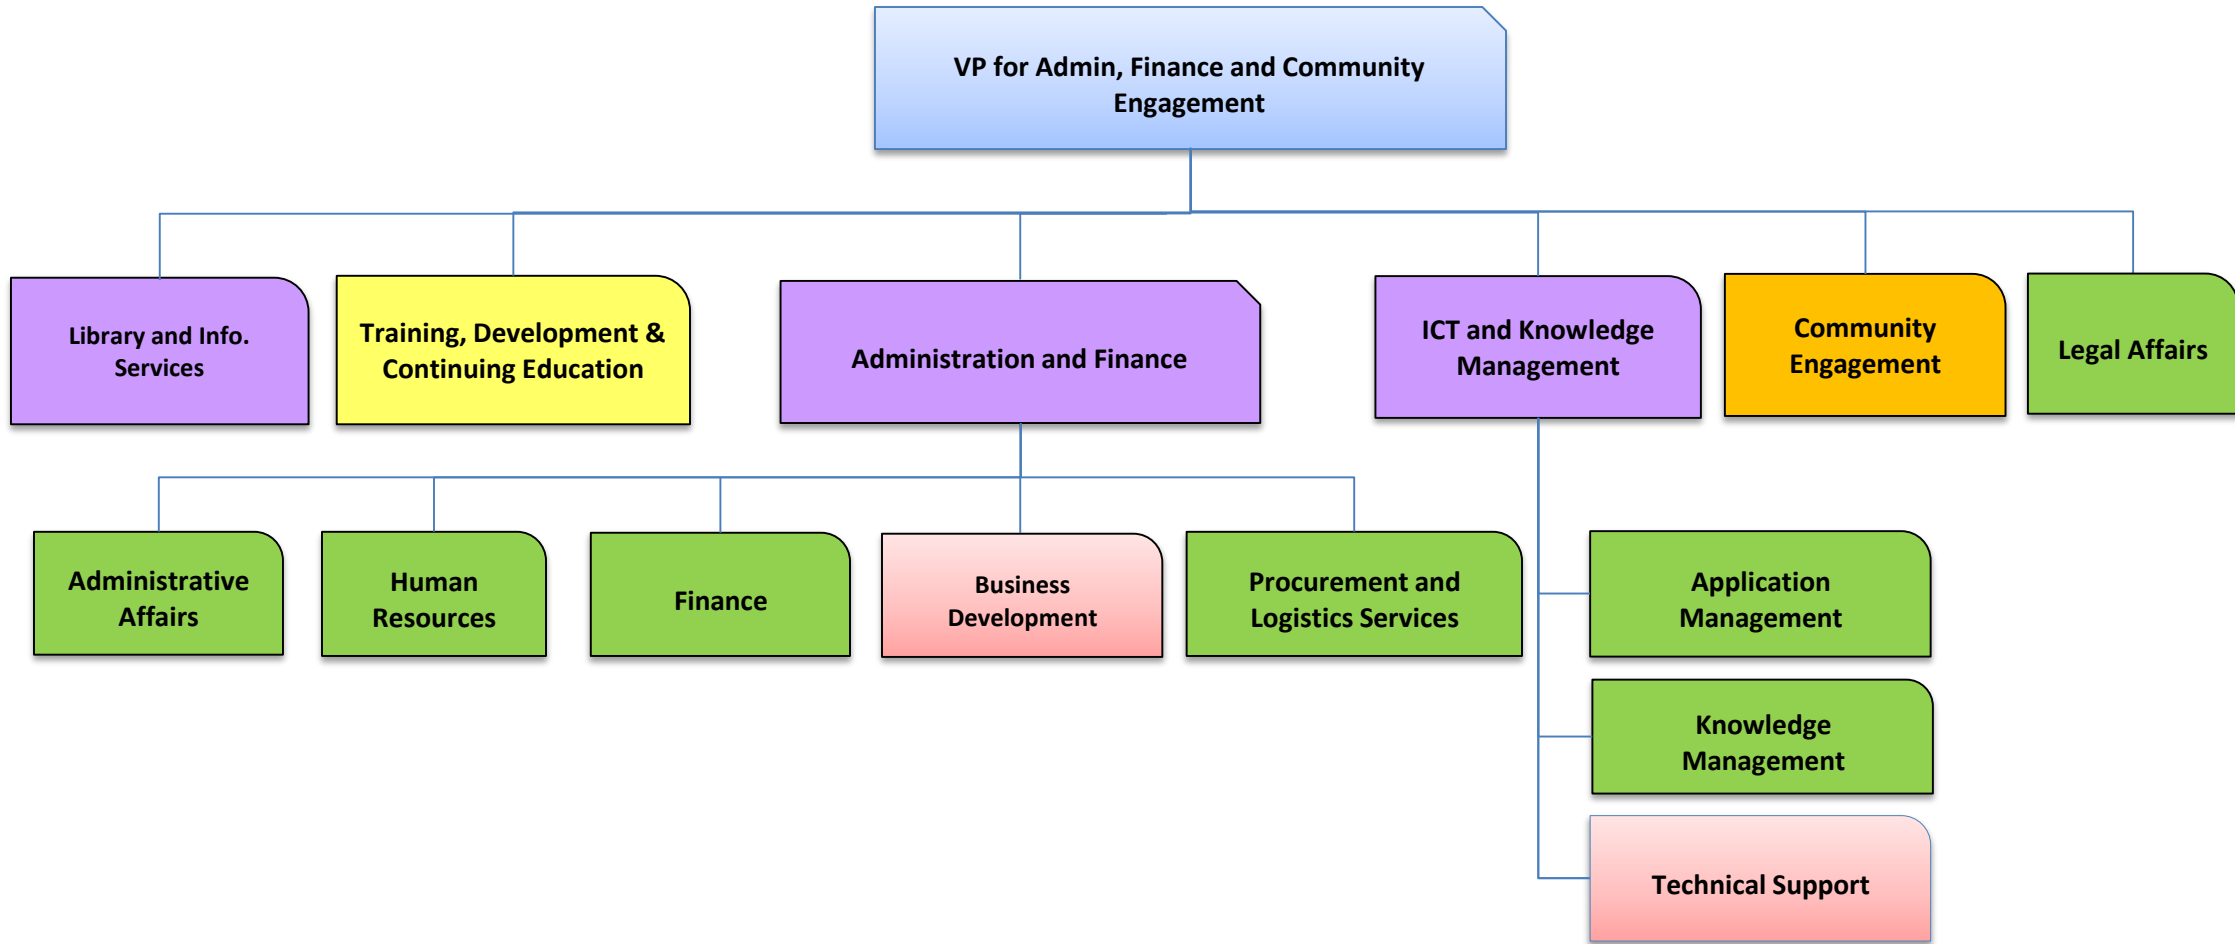 VP for Admin, Finance and Community
Engagement
Library and Info.
Services
Training, Development &
Continuing Education
Administration and Finance
ICT and Knowledge
Management
Community
Engagement
Legal Affairs
Administrative
Affairs
Human
Resources
Finance
Business
Development
Procurement and
Logistics Services
Application
Management
Knowledge
Management
Technical Support